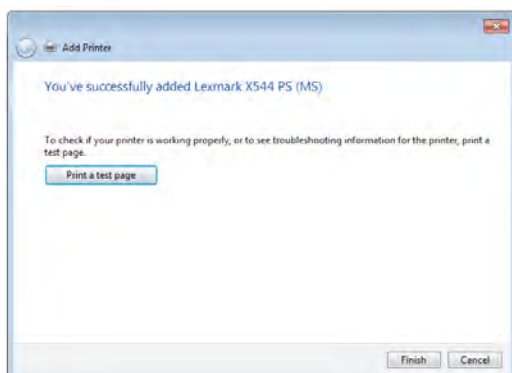 Add Printer
You've successfully added Lexmark X544 PS (MS)
To check if your printer is working properly, or to see troubleshooting information for the printer, print a
test page.
Print a test page
Finish
Cancel